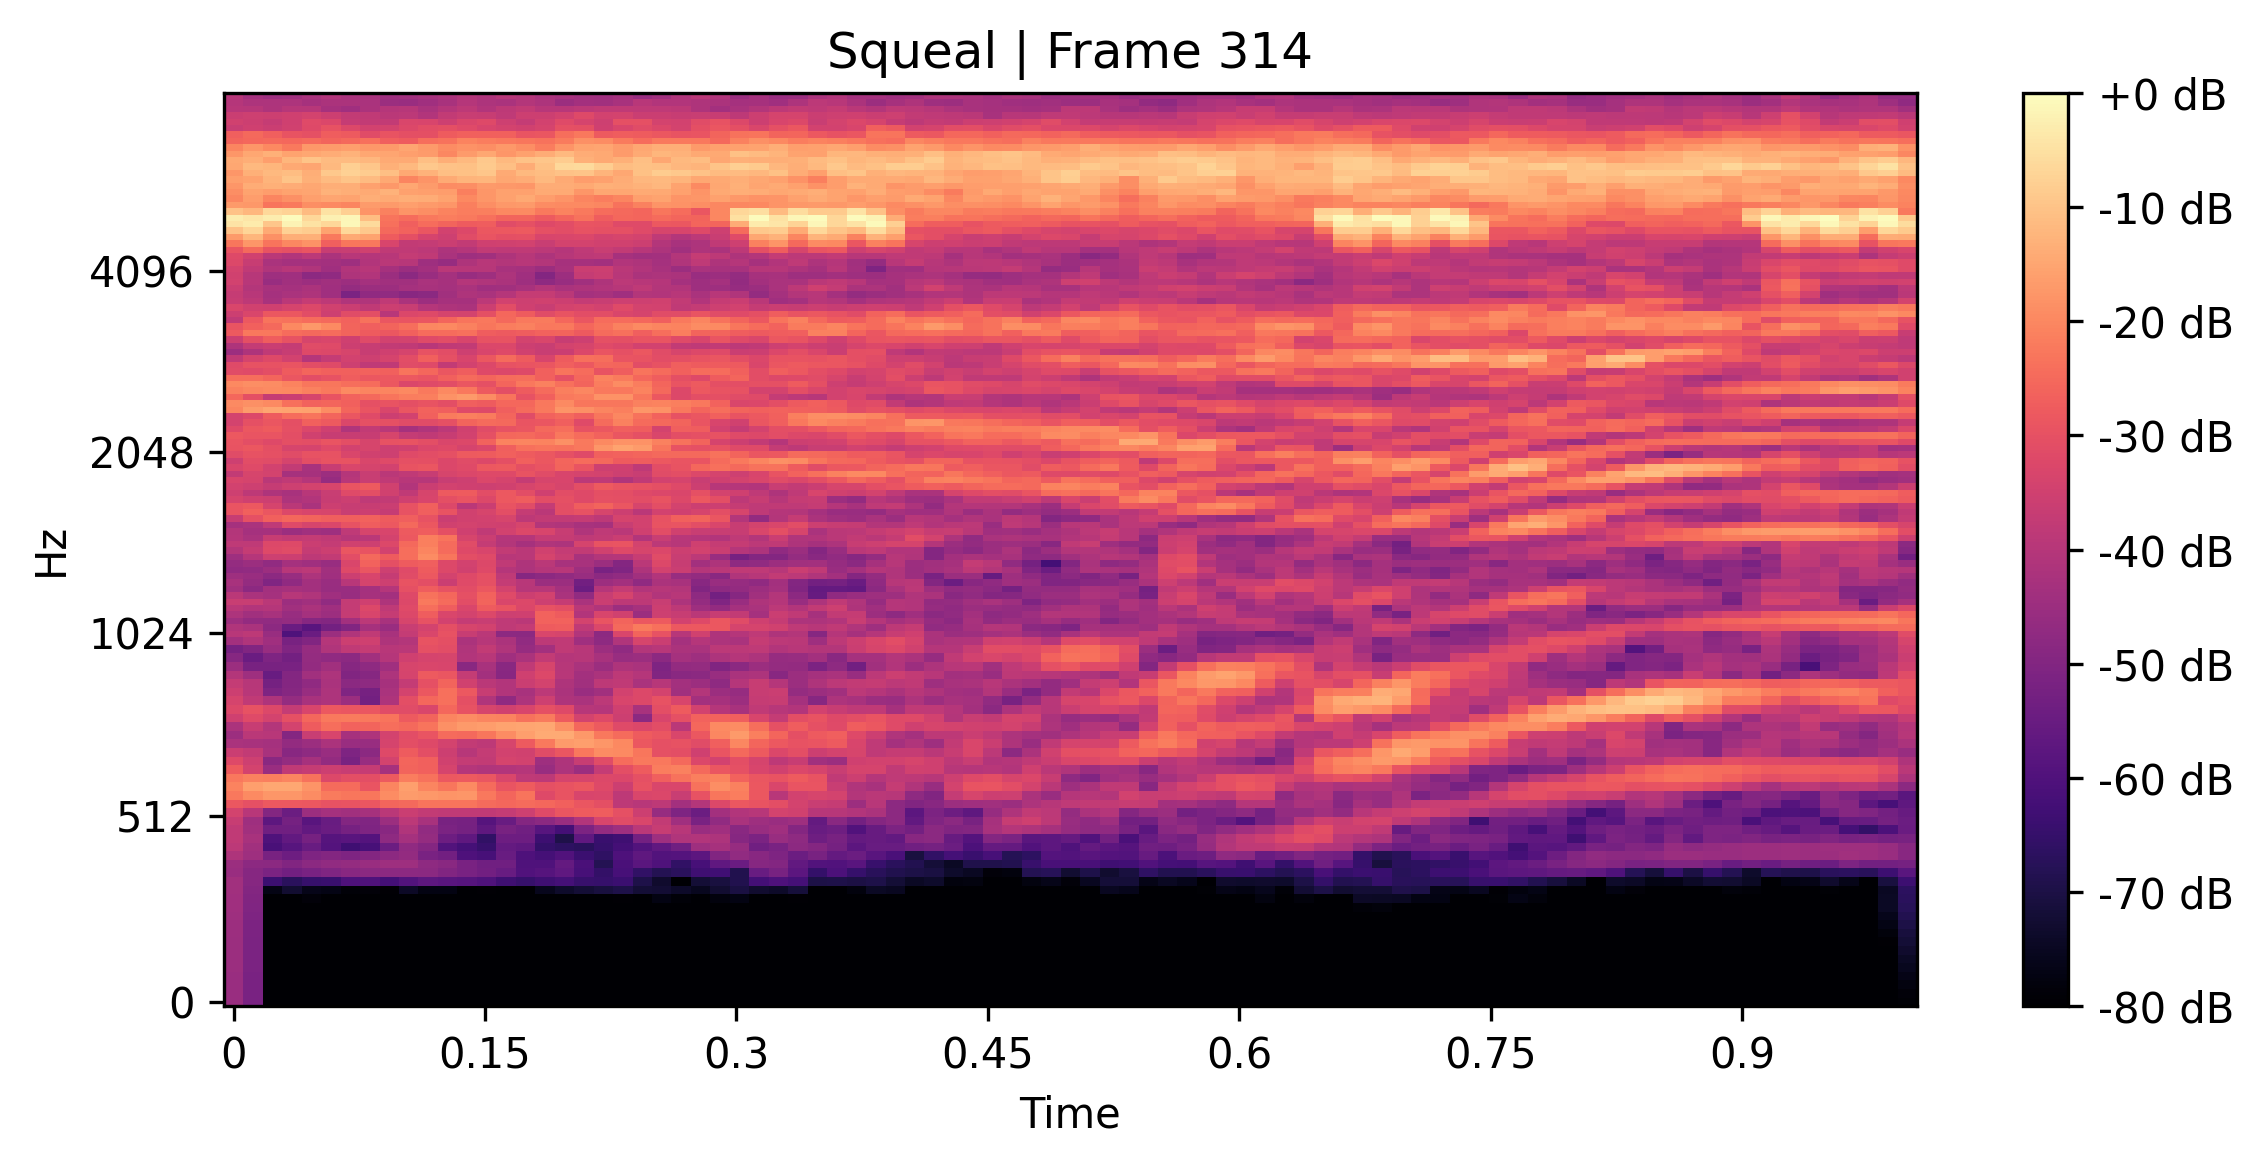 Squeal | Frame 314
+0 dB
-10 dB
-20 dB
-30 dB
-40 dB
-50 dB
-60 dB
-70 dB
-80 dB
Hz
4096
2048
1024
512
0
0 0.15 0.3 0.45 0.6 0.75 0.9
Time